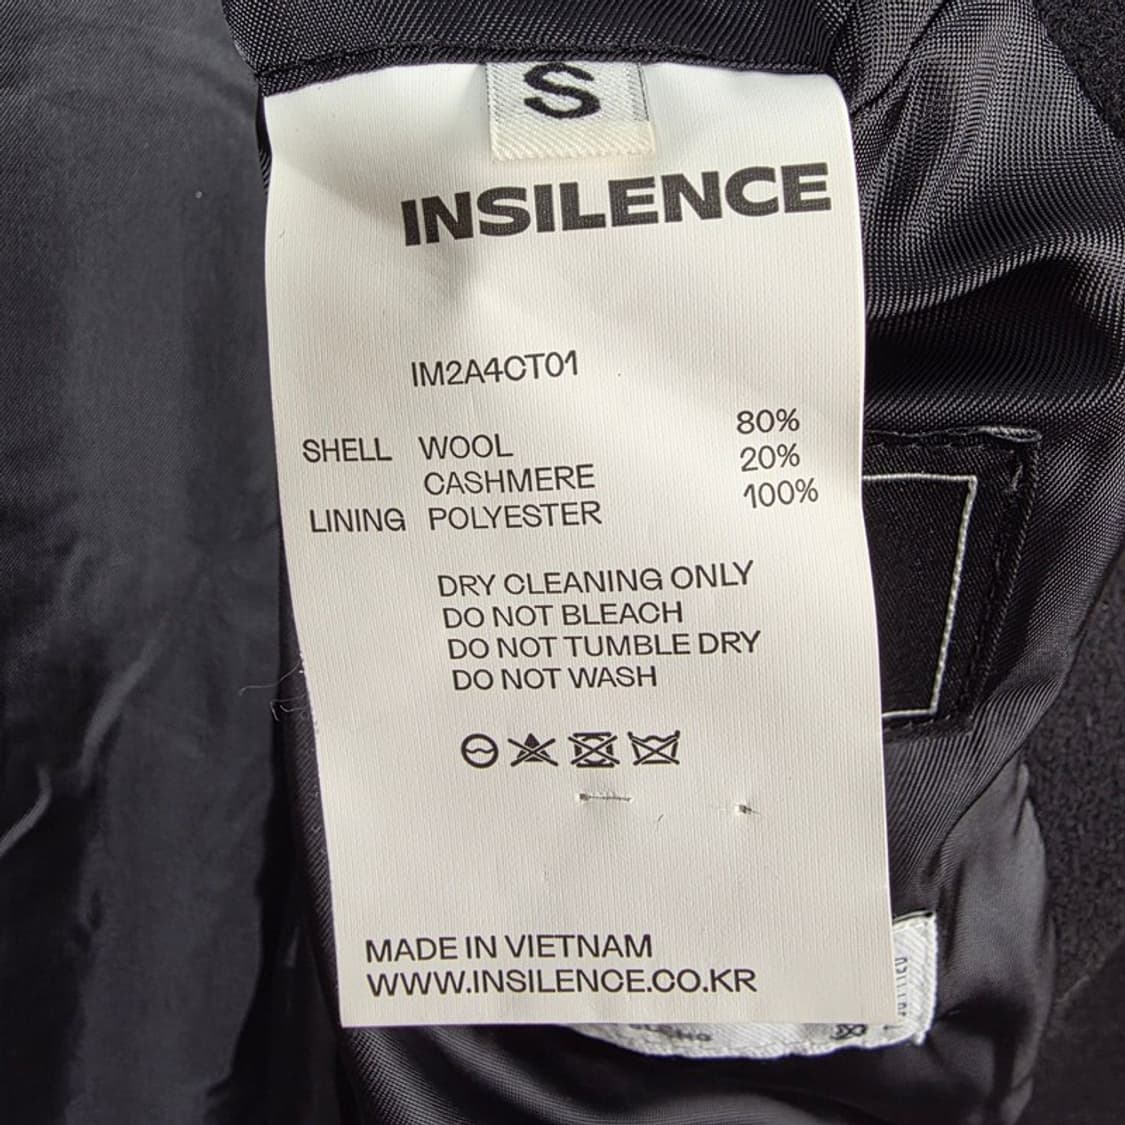 S
INSILENCE
IM2A4CT01
SHELL WOOL 80%
CASHMERE 20%
LINING POLYESTER 100%
DRY CLEANING ONLY
DO NOT BLEACH
DO NOT TUMBLE DRY
DO NOT WASH
MADE IN VIETNAM
WWW.INSILENCE.CO.KR